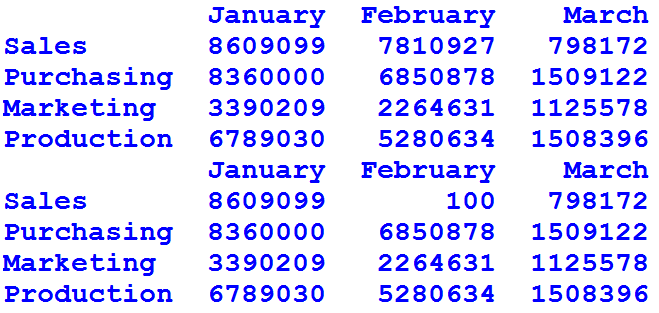 January February March
Sales 8609099 7810927 798172
Purchasing 8360000 6850878 1509122
Marketing 3390209 2264631 1125578
Production 6789030 5280634 1508396
January February March
Sales 8609099 100 798172
Purchasing 8360000 6850878 1509122
Marketing 3390209 2264631 1125578
Production 6789030 5280634 1508396